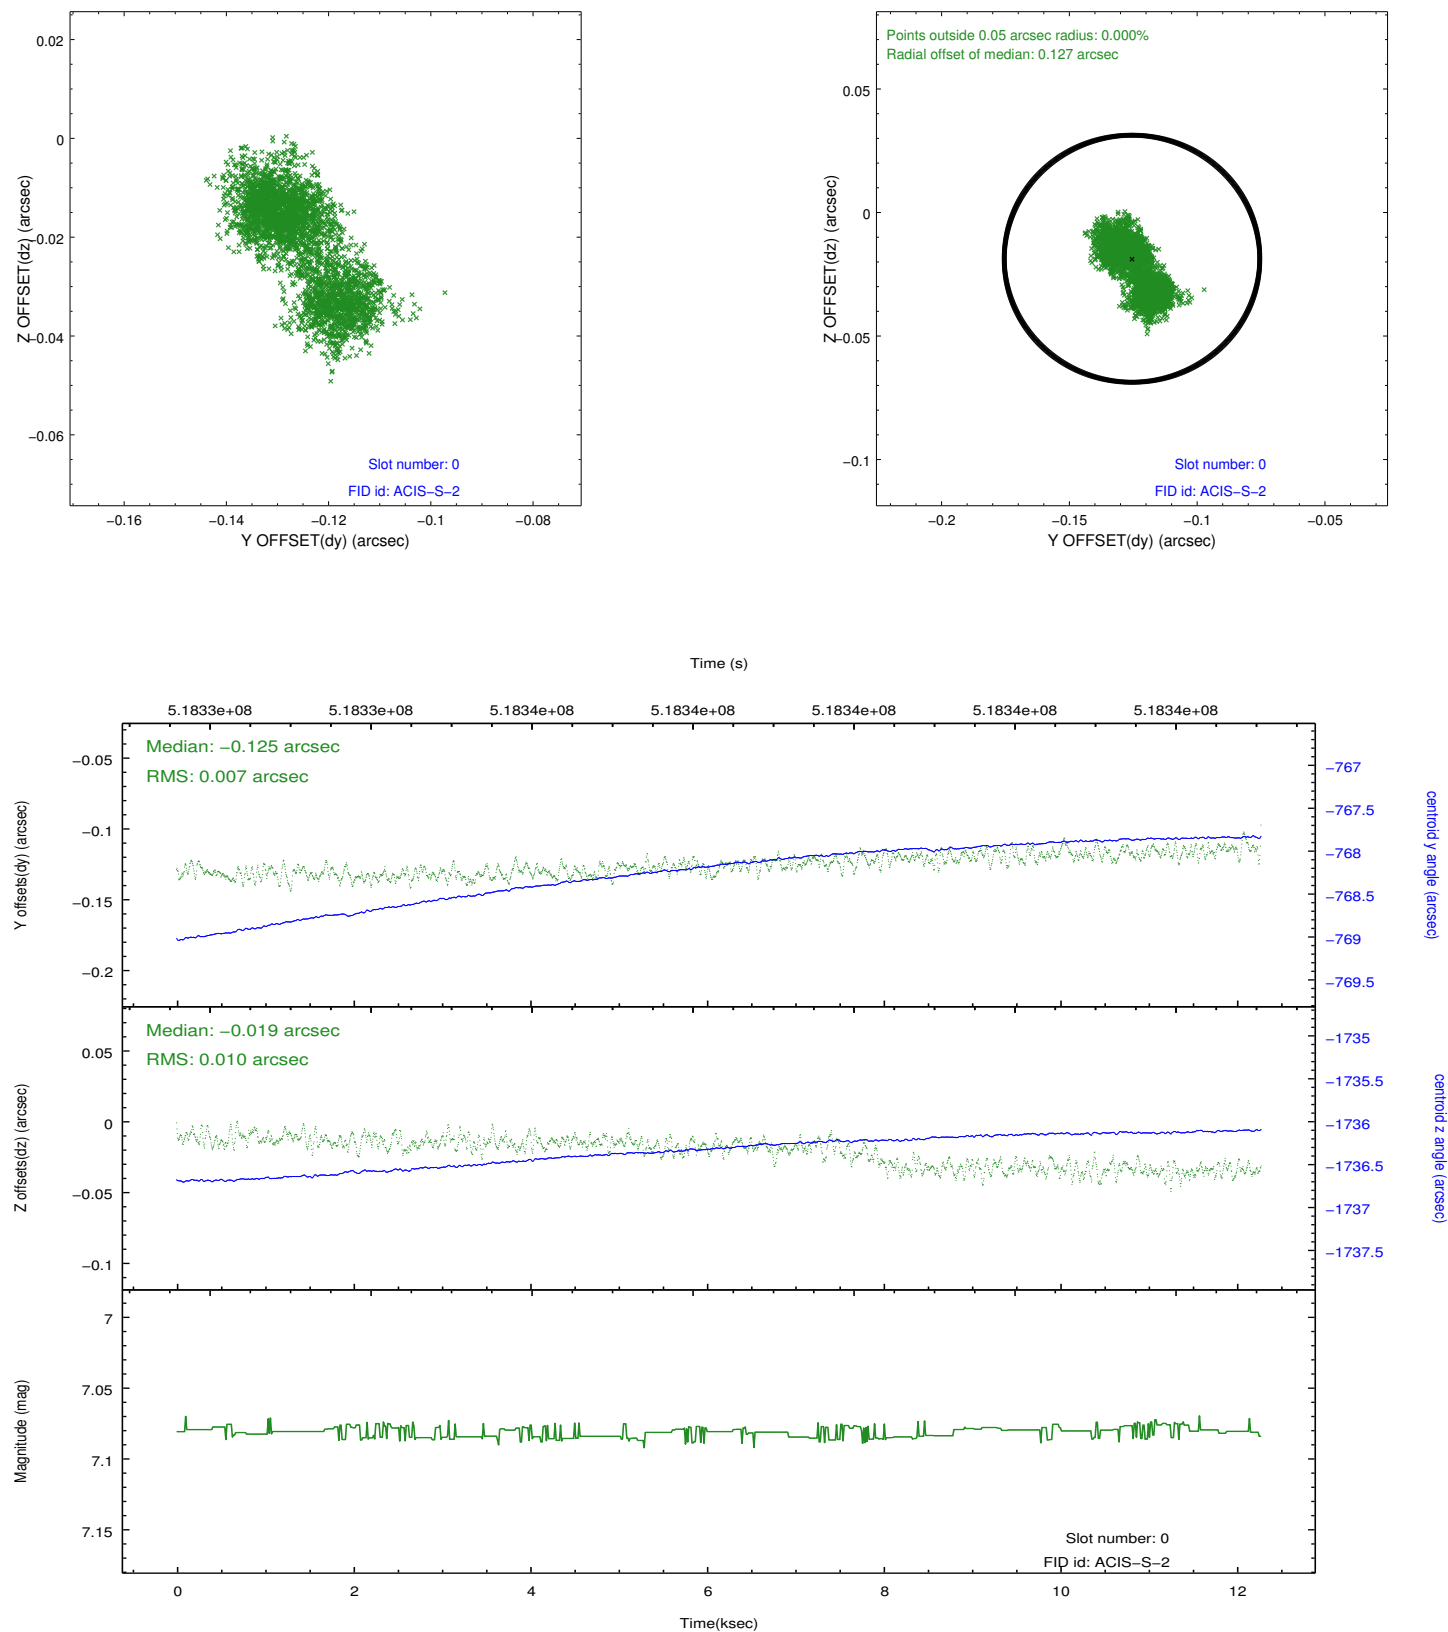 0.02
0
−0.02
−0.04
−0.06
Z OFFSET(dz) (arcsec)
Slot number: 0
FID id: ACIS−S−2
−0.16
−0.14
−0.12
−0.1
−0.08
Y OFFSET(dy) (arcsec)
Points outside 0.05 arcsec radius: 0.000%
Radial offset of median: 0.127 arcsec
0.05
0
−0.05
−0.1
Z OFFSET(dz) (arcsec)
Slot number: 0
FID id: ACIS−S−2
−0.2
−0.15
−0.1
−0.05
Y OFFSET(dy) (arcsec)
Time (s)
5.1833e+08
5.1833e+08
5.1834e+08
5.1834e+08
5.1834e+08
5.1834e+08
5.1834e+08
Median: −0.125 arcsec
RMS: 0.007 arcsec
−0.05
−0.1
−0.15
−0.2
Y offsets(dy) (arcsec)
−767
−767.5
−768
−768.5
−769
−769.5
centroid y angle (arcsec)
Median: −0.019 arcsec
RMS: 0.010 arcsec
0.05
0
−0.05
−0.1
Z offsets(dz) (arcsec)
−1735
−1735.5
−1736
−1736.5
−1737
−1737.5
centroid z angle (arcsec)
7
7.05
7.1
7.15
Magnitude (mag)
Slot number: 0
FID id: ACIS−S−2
0
2
4
6
8
10
12
Time(ksec)